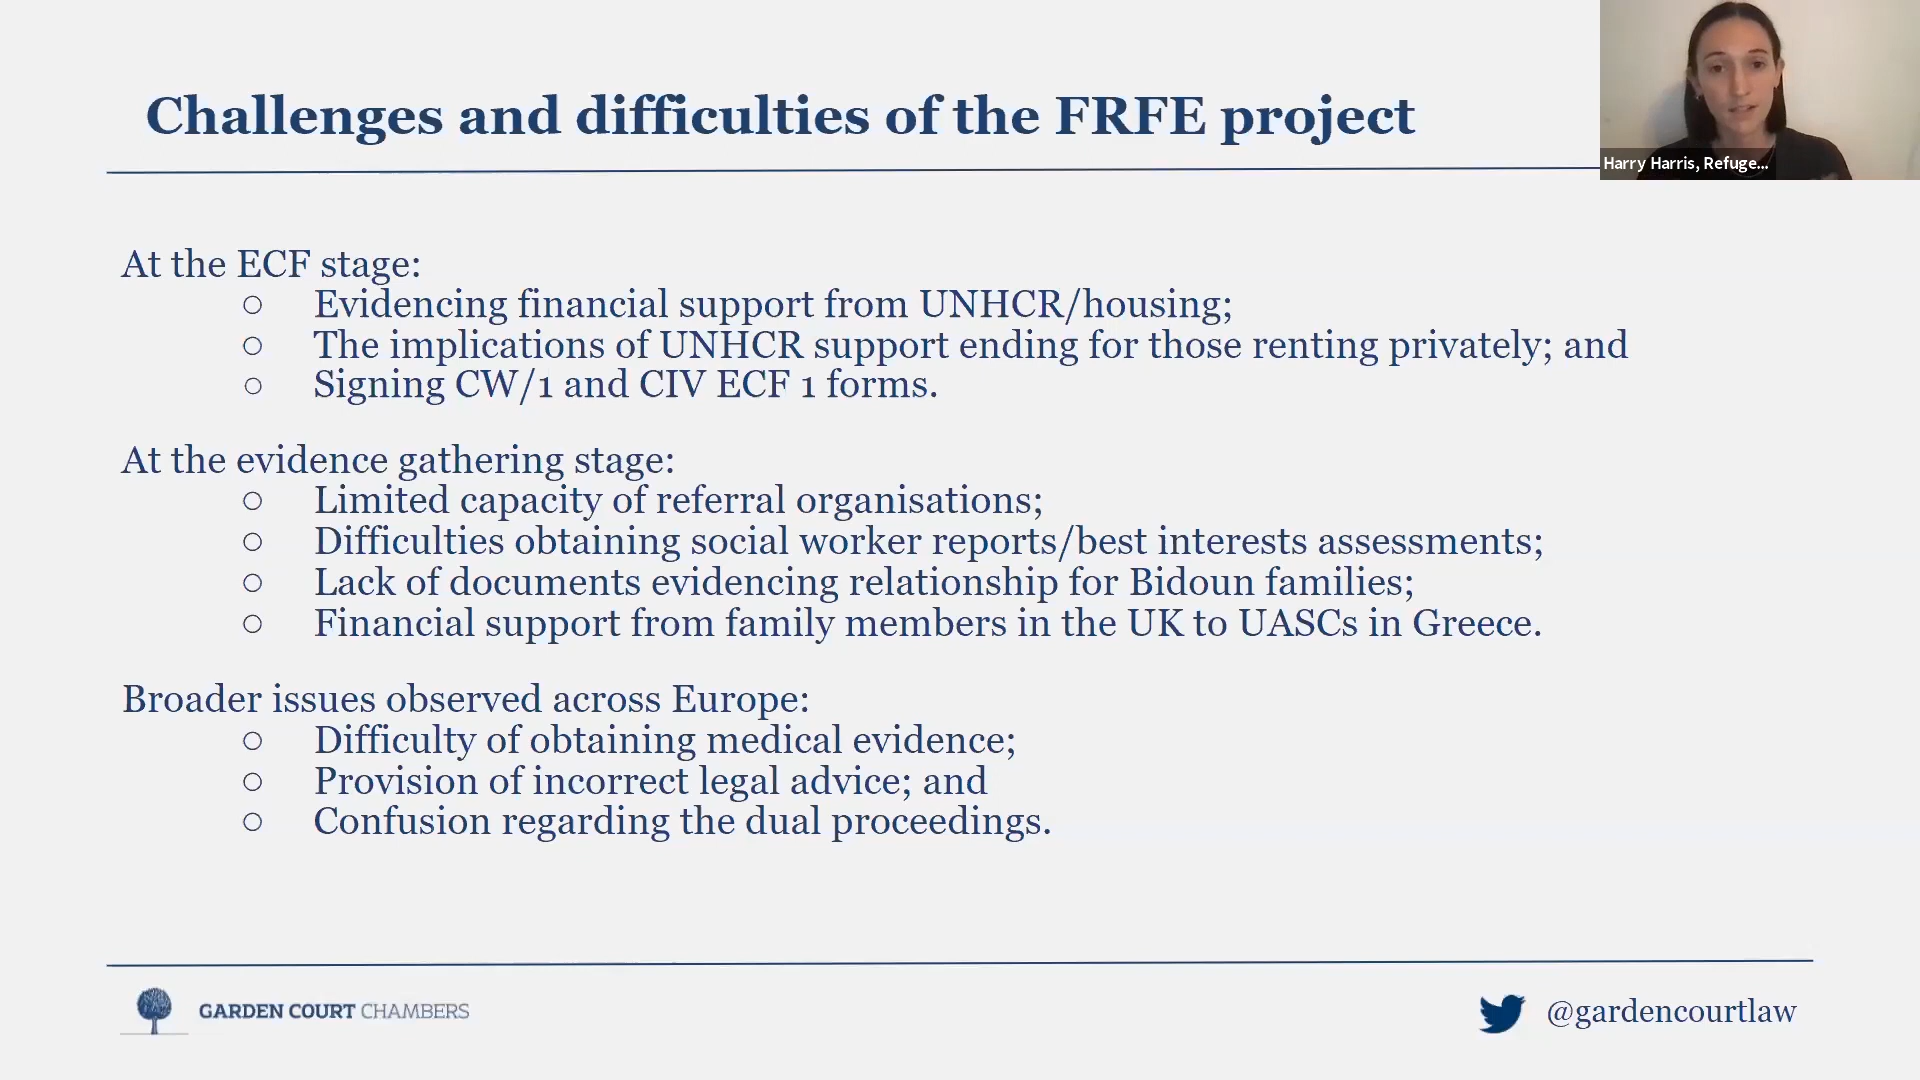 Challenges and difficulties of the FRFE project
Harry Harris, Refuge...
At the ECF stage:
○ Evidencing financial support from UNHCR/housing;
○ The implications of UNHCR support ending for those renting privately; and
○ Signing CW/1 and CIV ECF 1 forms.
At the evidence gathering stage:
○ Limited capacity of referral organisations;
○ Difficulties obtaining social worker reports/best interests assessments;
○ Lack of documents evidencing relationship for Bidoun families;
○ Financial support from family members in the UK to UASCs in Greece.
Broader issues observed across Europe:
○ Difficulty of obtaining medical evidence;
○ Provision of incorrect legal advice; and
○ Confusion regarding the dual proceedings.
GARDEN COURT CHAMBERS
@gardencourtlaw